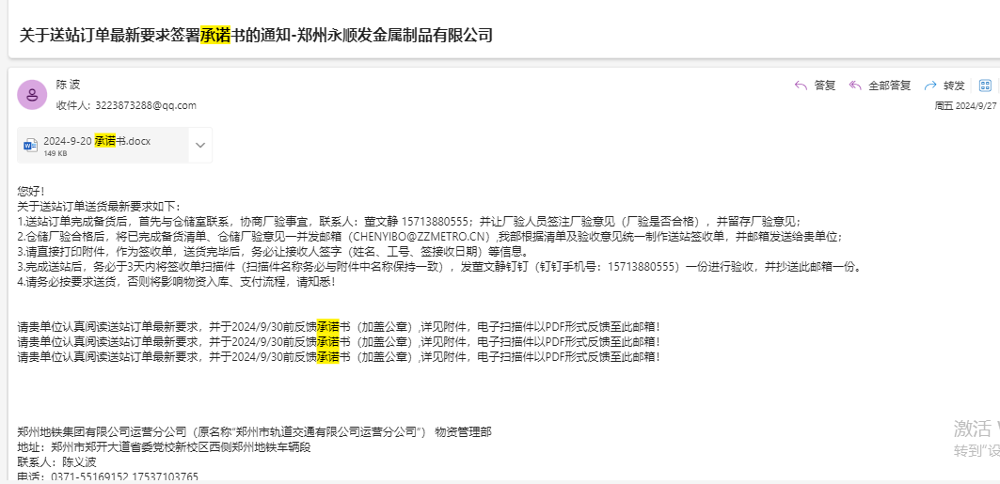 关于送站订单最新要求签署承诺书的通知-郑州永顺发金属制品有限公司
陈 波
答复 全部答复 转发
收件人: 3223873288@qq.com
周五 2024/9/27
2024-9-20 承诺书.docx
149 KB
您好!
关于送站订单送货最新要求如下:
1.送站订单完成备货后，首先与仓储室联系，协商厂验事宜，联系人：董文静 15713880555；并让厂验人员签注厂验意见（厂验是否合格），并留存厂验意见;
2.仓储厂验合格后，将已完成备货清单、仓储厂验意见一并发邮箱（CHENYIBO@ZZMETRO.CN）,我部根据清单及验收意见统一制作送站签收单，并邮箱发送给贵单位;
3.请直接打印附件，作为签收单，送货完毕后，务必让接收人签字（姓名、工号、签接收日期）等信息。
3.完成送站后，务必于3天内将签收单扫描件（扫描件名称务必与附件中名称保持一致），发董文静钉钉（钉钉手机号：15713880555）一份进行验收，并抄送此邮箱一份。
4.请务必按要求送货，否则将影响物资入库、支付流程，请知悉!
请贵单位认真阅读送站订单最新要求，并于2024/9/30前反馈承诺书（加盖公章）,详见附件，电子扫描件以PDF形式反馈至此邮箱!
请贵单位认真阅读送站订单最新要求，并于2024/9/30前反馈承诺书（加盖公章）,详见附件，电子扫描件以PDF形式反馈至此邮箱!
请贵单位认真阅读送站订单最新要求，并于2024/9/30前反馈承诺书（加盖公章）,详见附件，电子扫描件以PDF形式反馈至此邮箱!
郑州地铁集团有限公司运营分公司（原名称“郑州市轨道交通有限公司运营分公司”） 物资管理部
地址：郑州市郑开大道省委党校新校区西侧郑州地铁车辆段
联系人：陈义波
电话：0371-55169152 17537103765
激活
转到"设